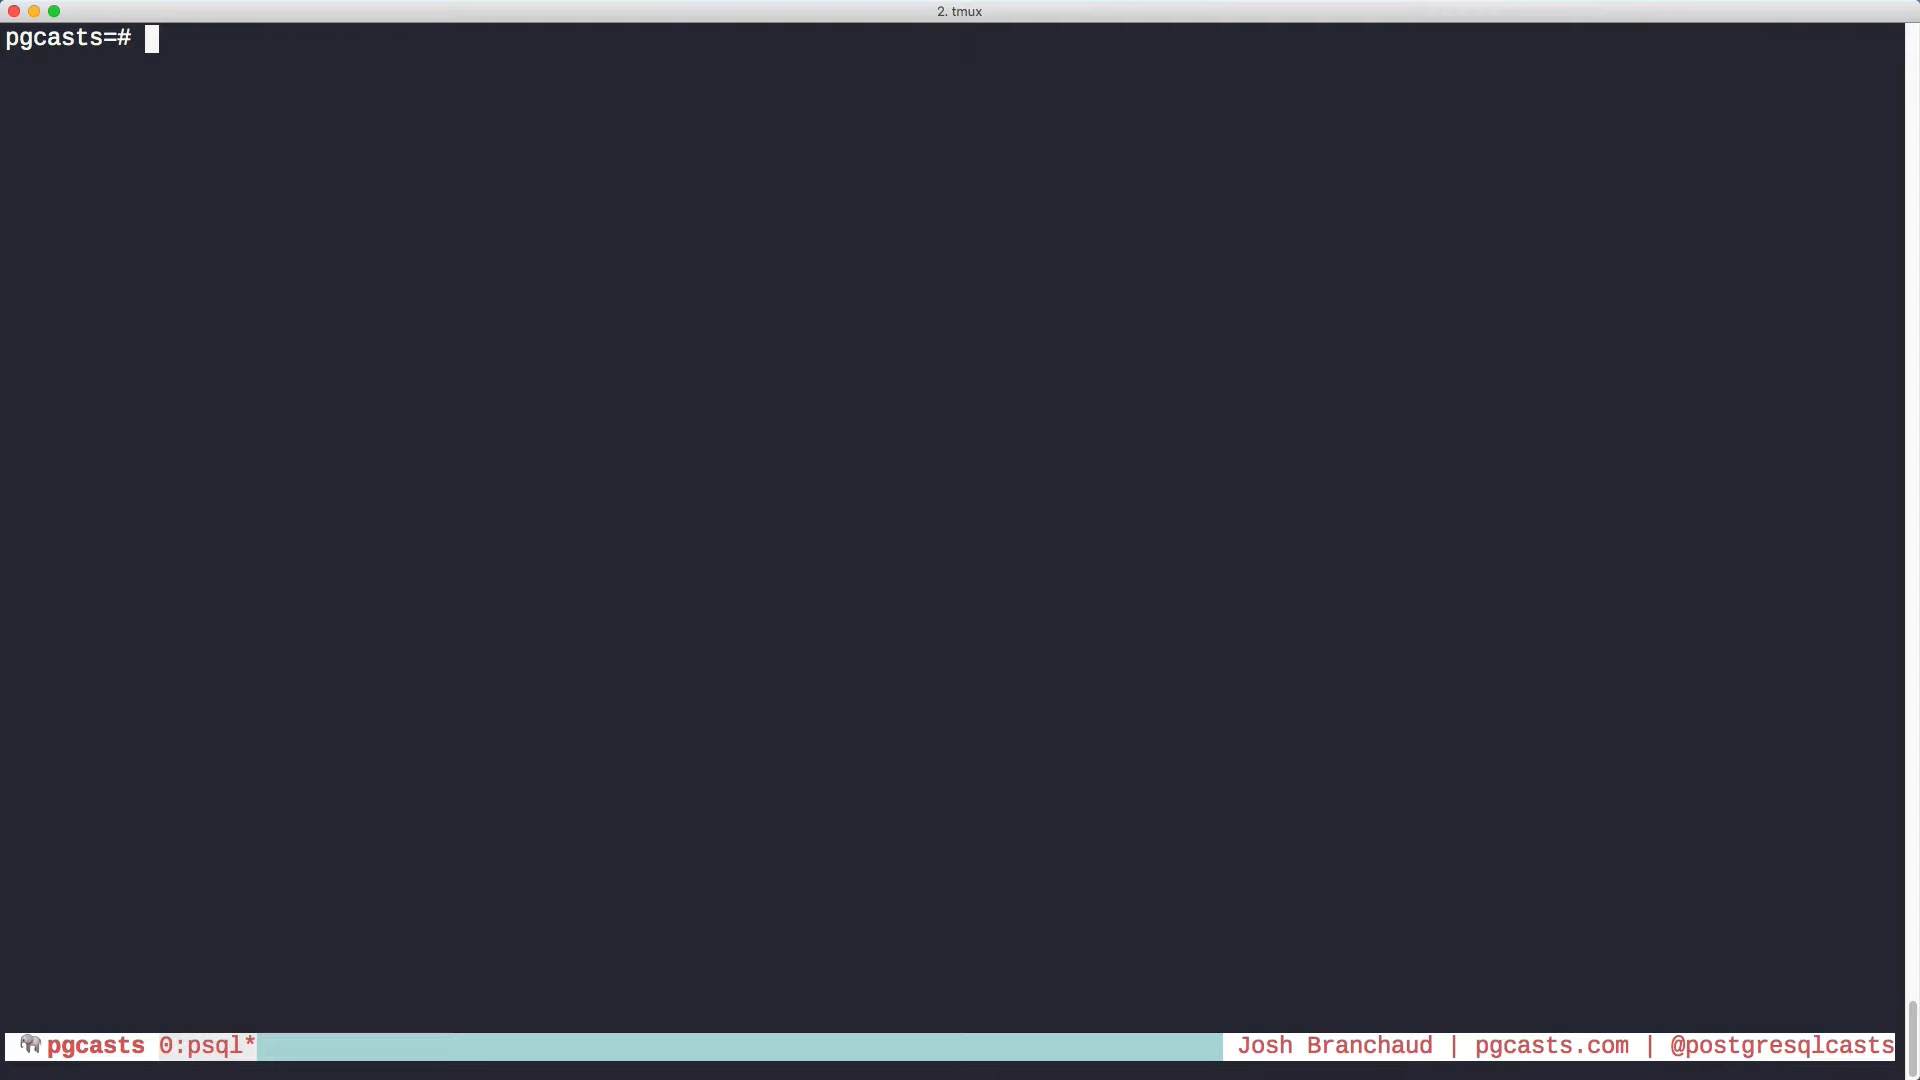 2. tmux
pgcasts=#
pgcasts 0:psql* Josh Branchaud | pgcasts.com | @postgresqlcasts